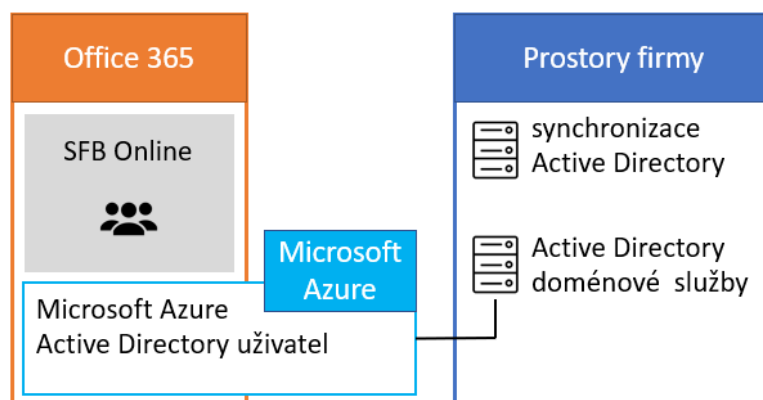 Office 365
SFB Online
Microsoft
Azure
Microsoft Azure
Active Directory uživatel
Prostory firmy
synchronizace
Active Directory
Active Directory
doménové služby